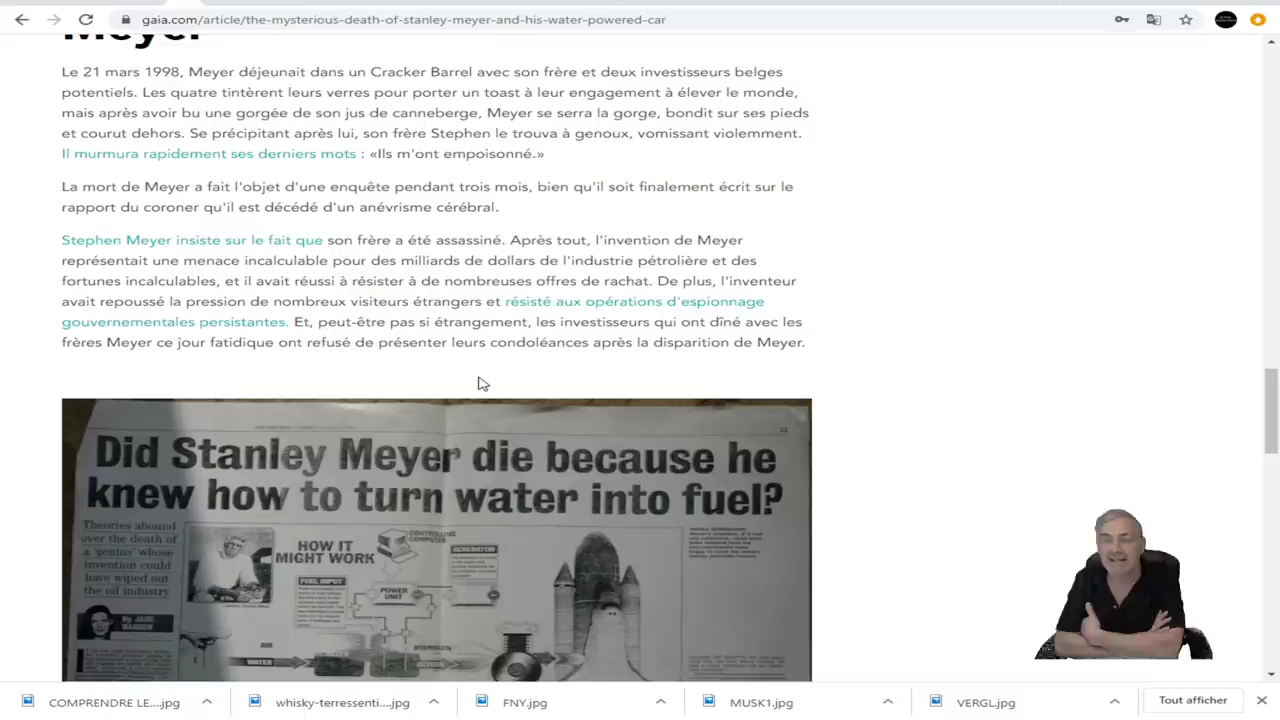 gaia.com/article/the-mysterious-death-of-stanley-meyer-and-his-water-powered-car
Meyer
Le 21 mars 1998, Meyer déjeunait dans un Cracker Barrel avec son frère et deux investisseurs belges
potentiels. Les quatre tintèrent leurs verres pour porter un toast à leur engagement à élever le monde,
mais après avoir bu une gorgée de son jus de canneberge, Meyer se serra la gorge, bondit sur ses pieds
et courut dehors. Se précipitant après lui, son frère Stephen le trouva à genoux, vomissant violemment.
Il murmura rapidement ses derniers mots : «Ils m'ont empoisonné.»
La mort de Meyer a fait l'objet d'une enquête pendant trois mois, bien qu'il soit finalement écrit sur le
rapport du coroner qu'il est décédé d'un anévrisme cérébral.
Stephen Meyer insiste sur le fait que son frère a été assassiné. Après tout, l'invention de Meyer
représentait une menace incalculable pour des milliards de dollars de l'industrie pétrolière et des
fortunes incalculables, et il avait réussi à résister à de nombreuses offres de rachat. De plus, l'inventeur
avait repoussé la pression de nombreux visiteurs étrangers et résisté aux opérations d'espionnage
gouvernementales persistantes. Et, peut-être pas si étrangement, les investisseurs qui ont dîné avec les
frères Meyer ce jour fatidique ont refusé de présenter leurs condoléances après la disparition de Meyer.
Did Stanley Meyer die because he
knew how to turn water into fuel?
Theories abound
over the death of
a 'genius' whose
invention could
have wiped out
the oil industry
HOW IT
MIGHT WORK
CONTROLLING
COMPUTER
GENERATOR
FUEL INPUT
POWER
UNIT
AIR
WATER
HYDROGEN
COMPRENDRE LE....jpg
whisky-terressenti....jpg
FNY.jpg
MUSK1.jpg
VERGL.jpg
Tout afficher